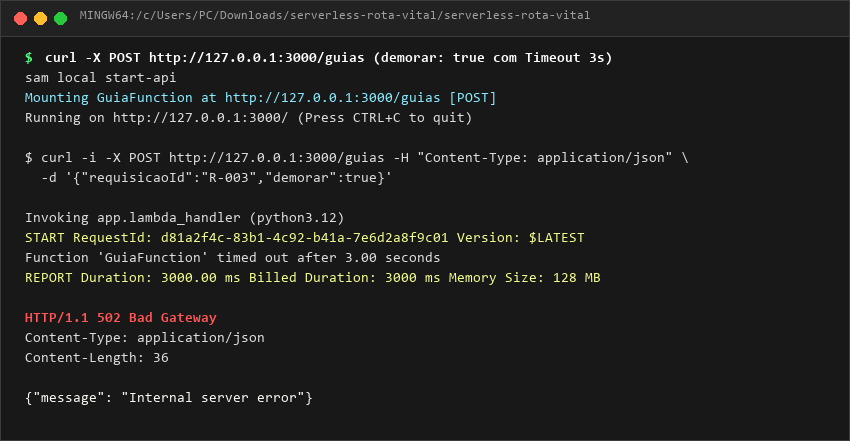 MINGW64:/c/Users/PC/Downloads/serverless-rota-vital/serverless-rota-vital
$ curl -X POST http://127.0.0.1:3000/guias (demorar: true com Timeout 3s)
sam local start-api
Mounting GuiaFunction at http://127.0.0.1:3000/guias [POST]
Running on http://127.0.0.1:3000/ (Press CTRL+C to quit)
$ curl -i -X POST http://127.0.0.1:3000/guias -H "Content-Type: application/json" \
-d '{"requisicaoId":"R-003","demorar":true}'
Invoking app.lambda_handler (python3.12)
START RequestId: d81a2f4c-83b1-4c92-b41a-7e6d2a8f9c01 Version: $LATEST
Function 'GuiaFunction' timed out after 3.00 seconds
REPORT Duration: 3000.00 ms Billed Duration: 3000 ms Memory Size: 128 MB
HTTP/1.1 502 Bad Gateway
Content-Type: application/json
Content-Length: 36
{"message": "Internal server error"}